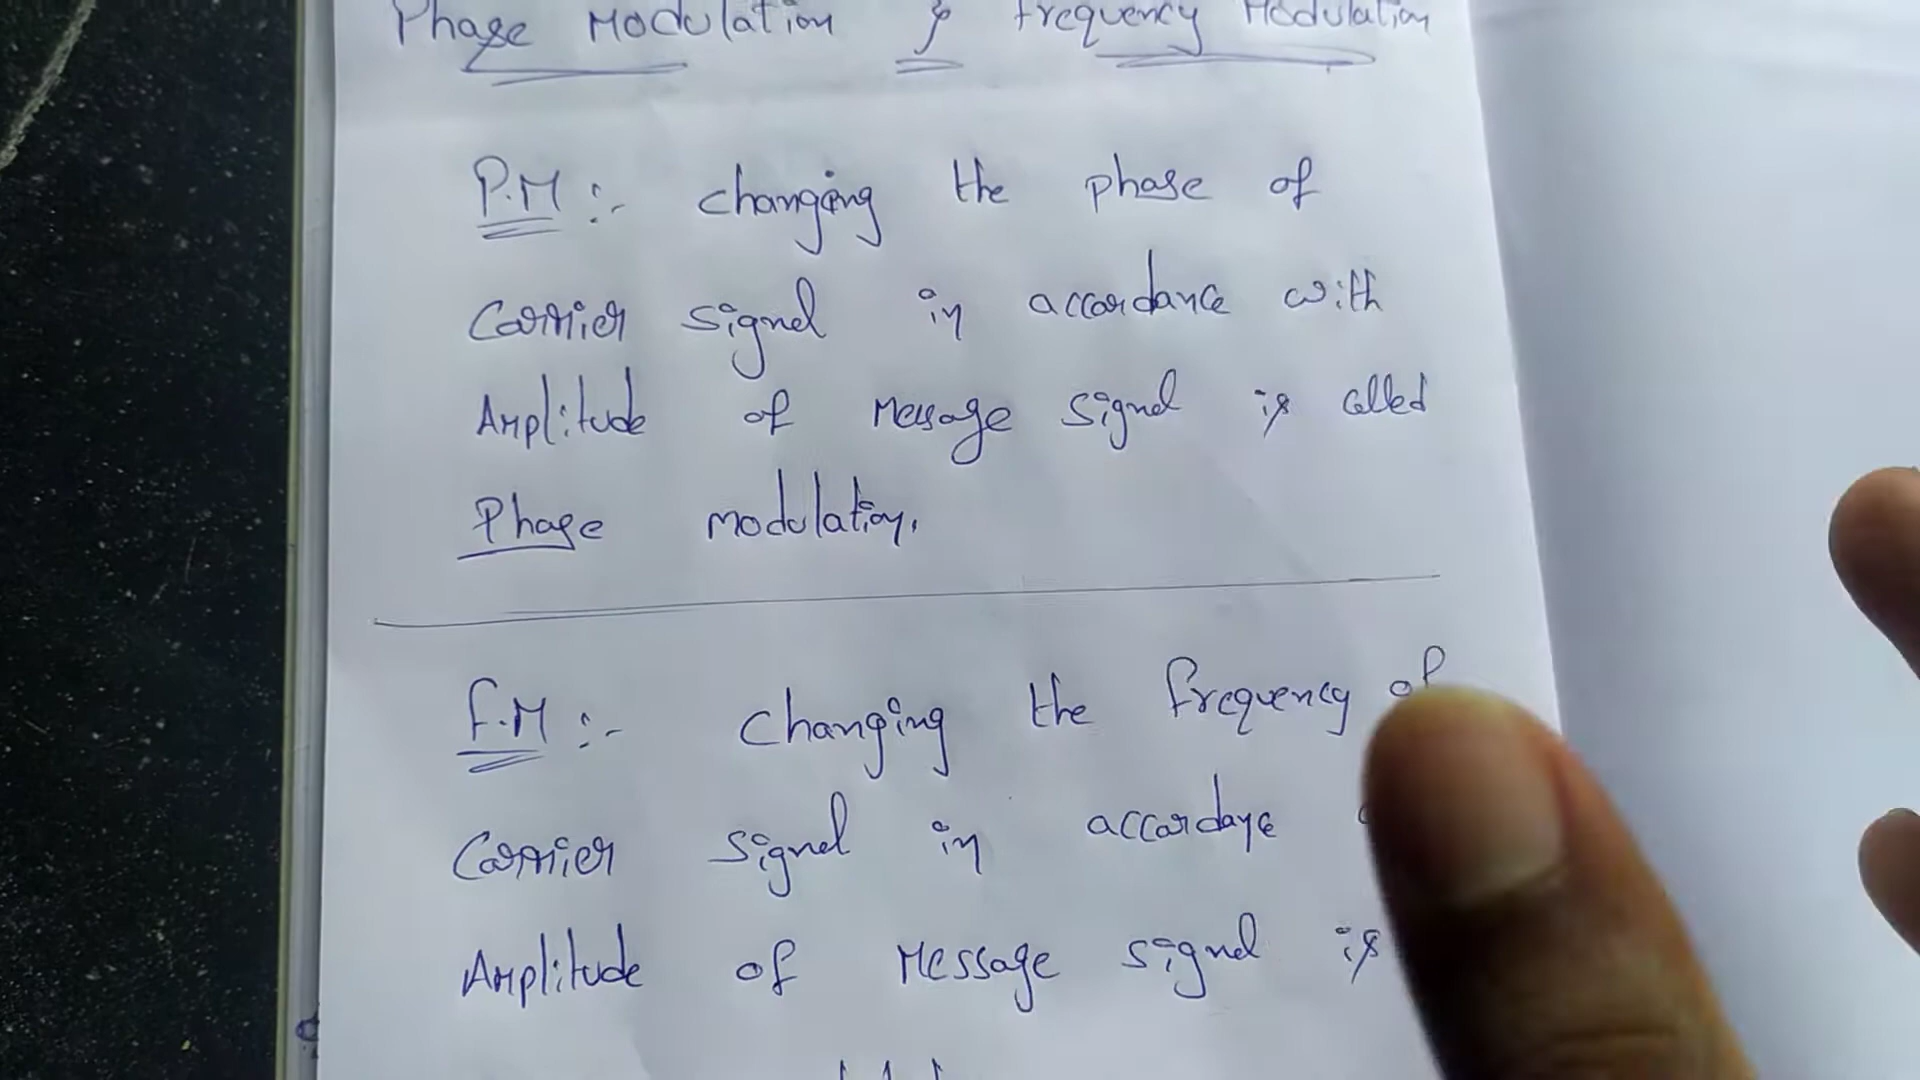 Phase Modulation & Frequency Modulation
P.M :- changing the phase of
Carrier signal in accordance with
Amplitude of Message signal is called
Phase modulation.
F.M :- changing the frequency of
Carrier signal in accordance
Amplitude of Message signal is